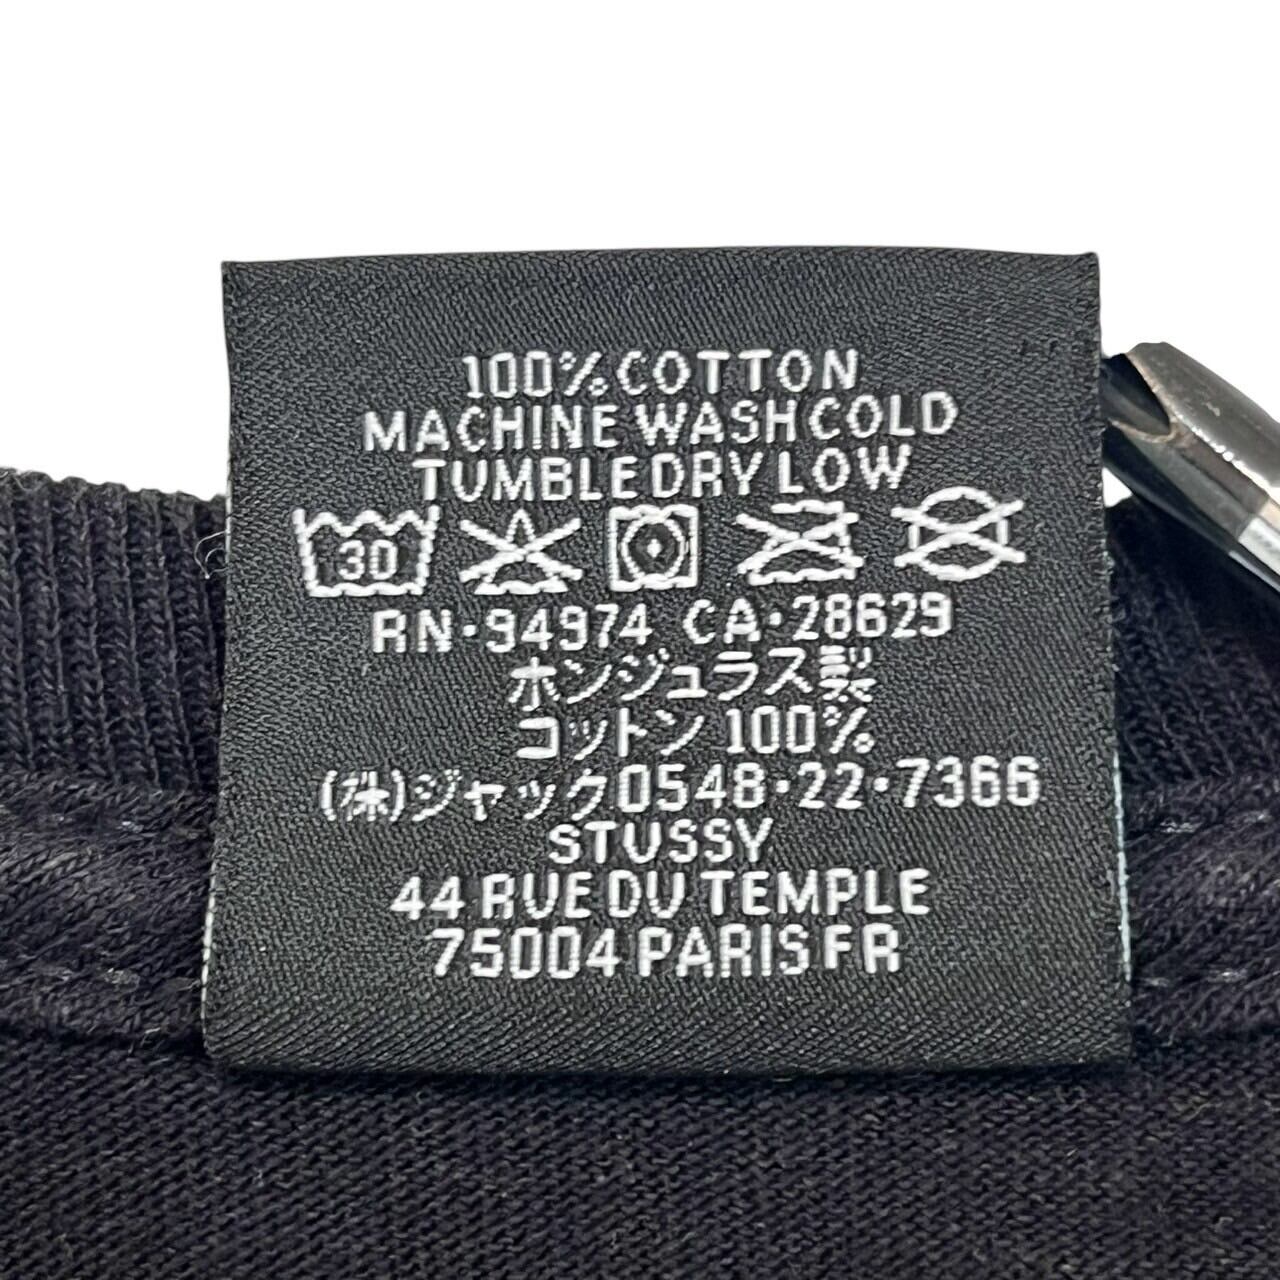 100% COTTON
MACHINE WASH COLD
TUMBLE DRY LOW
30
RN·94974 CA·28629
ホンジュラス製
コットン 100%
(株)ジャック0548·22·7366
STUSSY
44 RUE DU TEMPLE
75004 PARIS FR